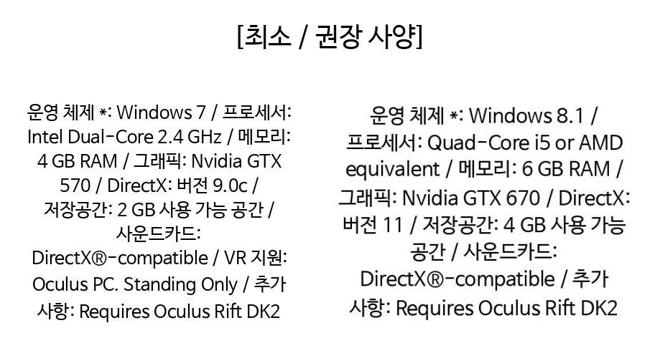 [최소 / 권장 사양]
운영 체제 *: Windows 7 / 프로세서:
Intel Dual-Core 2.4 GHz / 메모리:
4 GB RAM / 그래픽: Nvidia GTX
570 / DirectX: 버전 9.0c /
저장공간: 2 GB 사용 가능 공간 /
사운드카드:
DirectX®-compatible / VR 지원:
Oculus PC. Standing Only / 추가
사항: Requires Oculus Rift DK2
운영 체제 *: Windows 8.1 /
프로세서: Quad-Core i5 or AMD
equivalent / 메모리: 6 GB RAM /
그래픽: Nvidia GTX 670 / DirectX:
버전 11 / 저장공간: 4 GB 사용 가능
공간 / 사운드카드:
DirectX®-compatible / 추가
사항: Requires Oculus Rift DK2